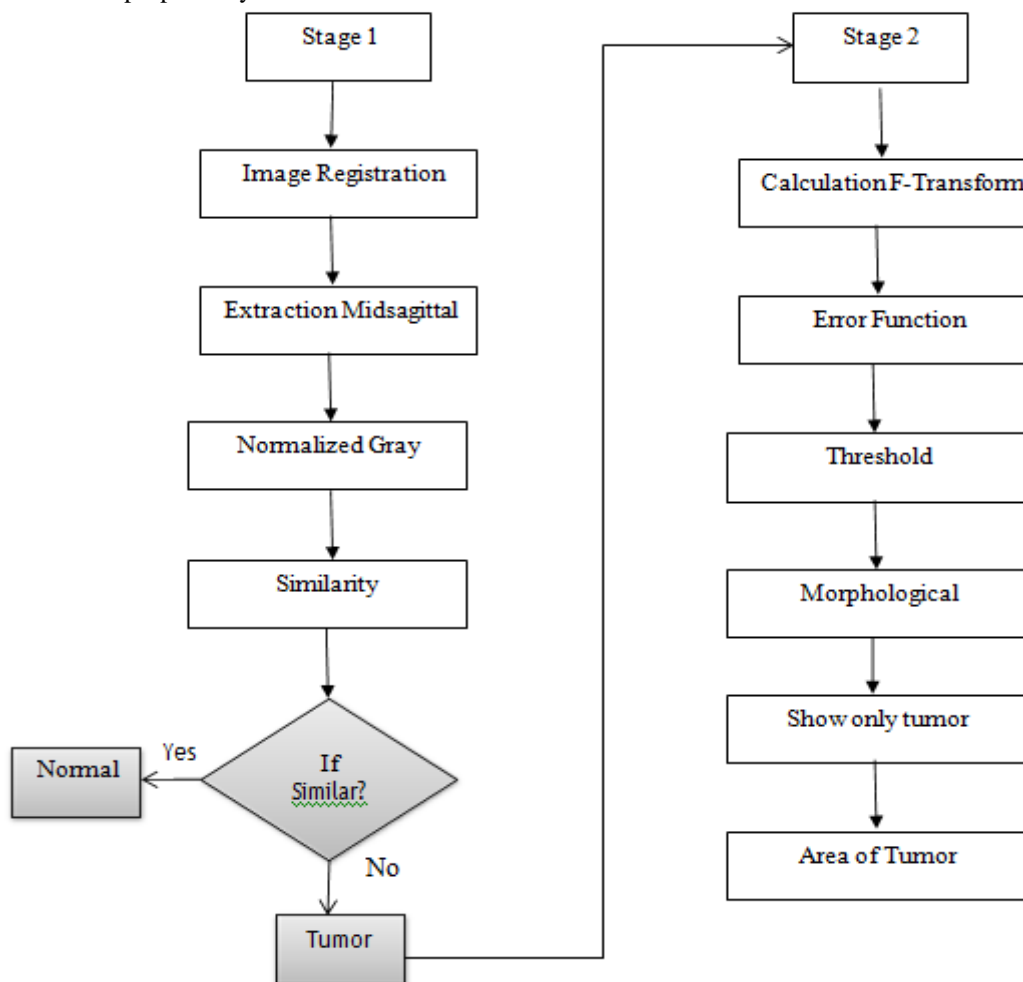 Stage 1
Image Registration
Extraction Midsagittal
Normalized Gray
Similarity
If
Similar?
Yes
Normal
No
Tumor
Stage 2
Calculation F-Transform
Error Function
Threshold
Morphological
Show only tumor
Area of Tumor